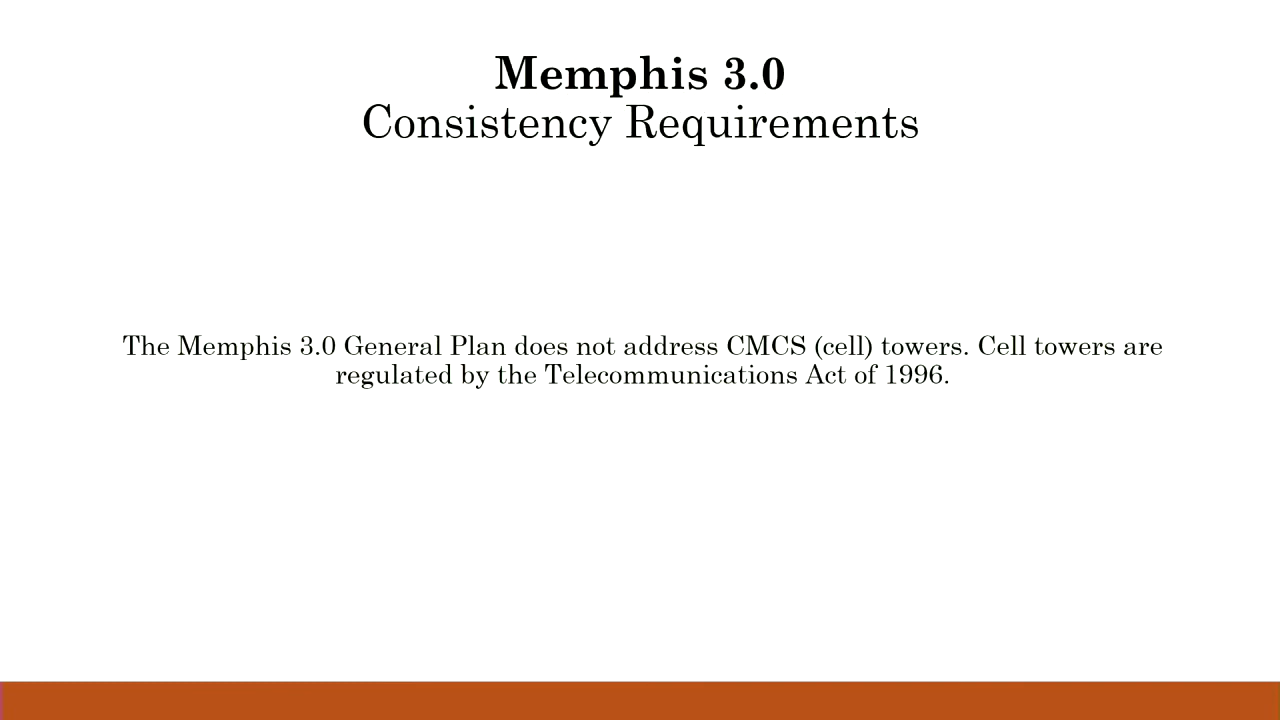 Memphis 3.0
Consistency Requirements
The Memphis 3.0 General Plan does not address CMCS (cell) towers. Cell towers are
regulated by the Telecommunications Act of 1996.